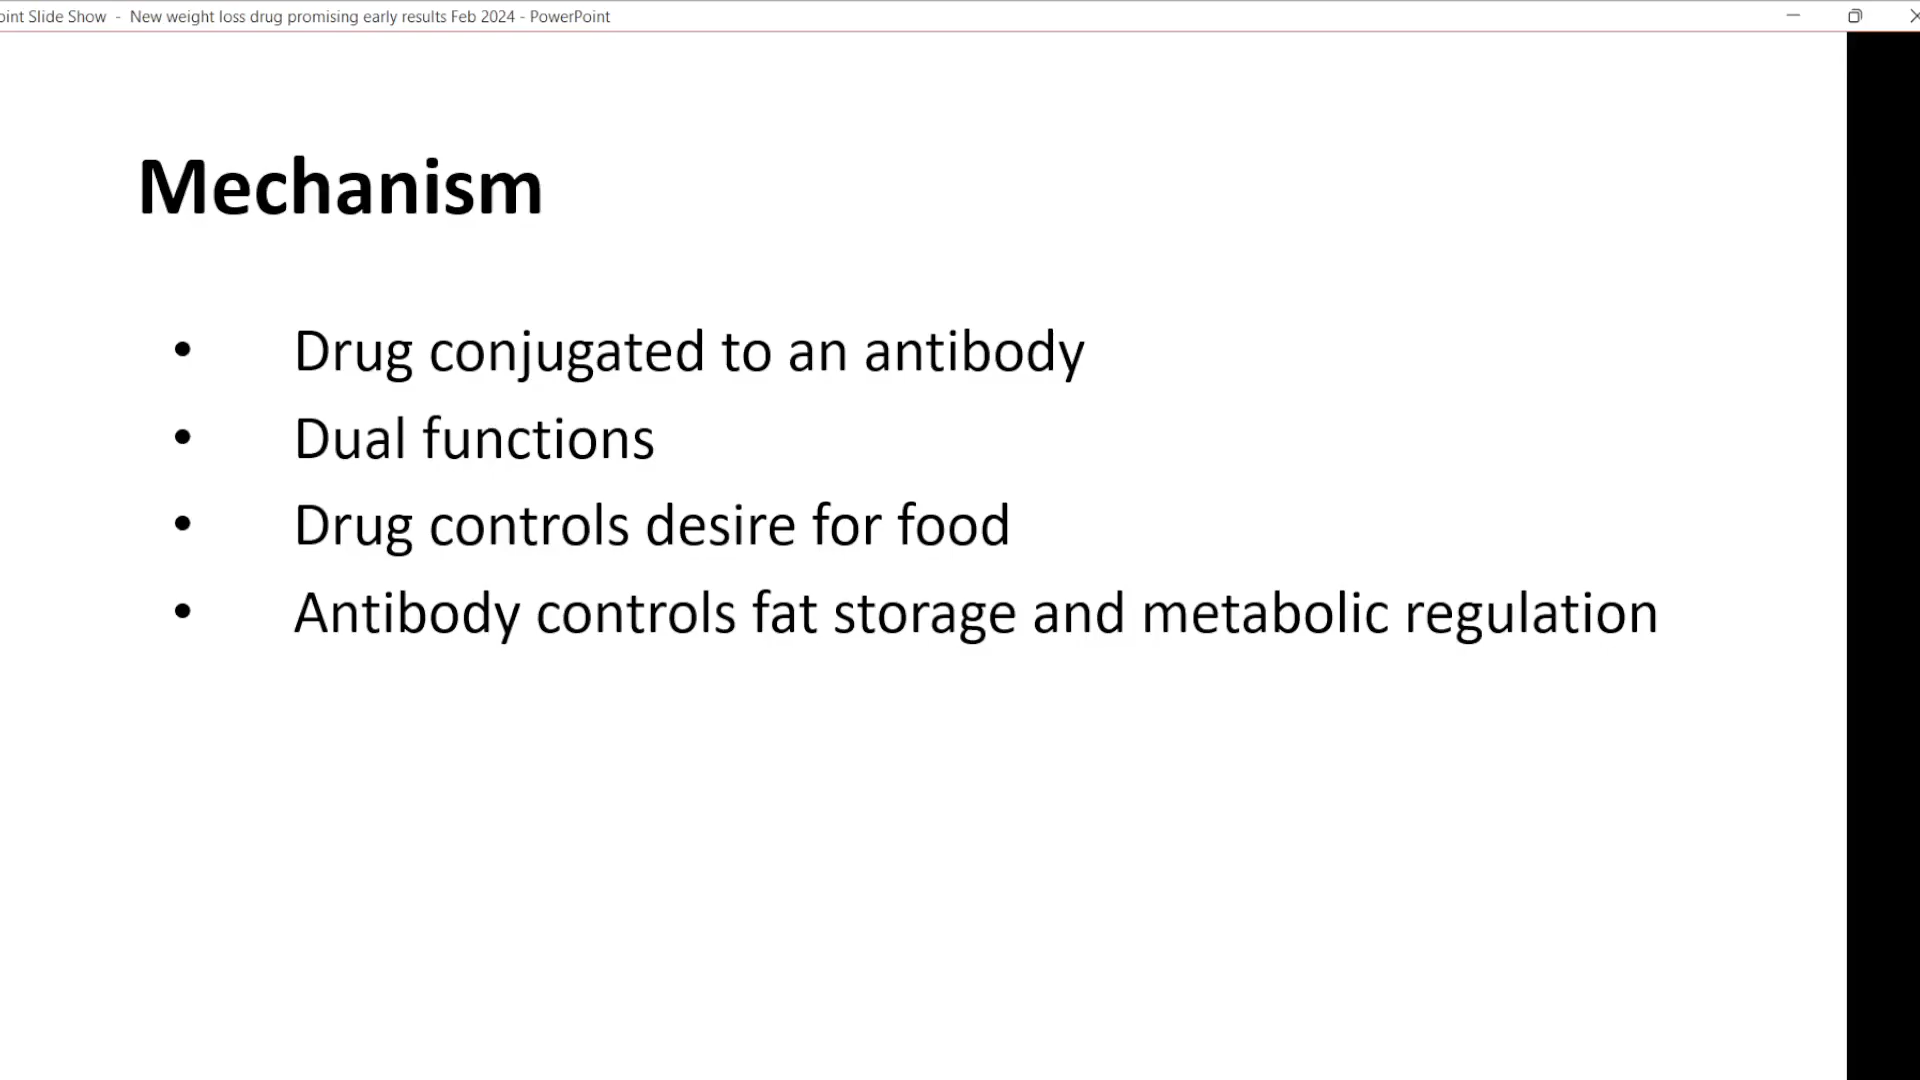 oint Slide Show - New weight loss drug promising early results Feb 2024 - PowerPoint
Mechanism
• Drug conjugated to an antibody
• Dual functions
• Drug controls desire for food
• Antibody controls fat storage and metabolic regulation